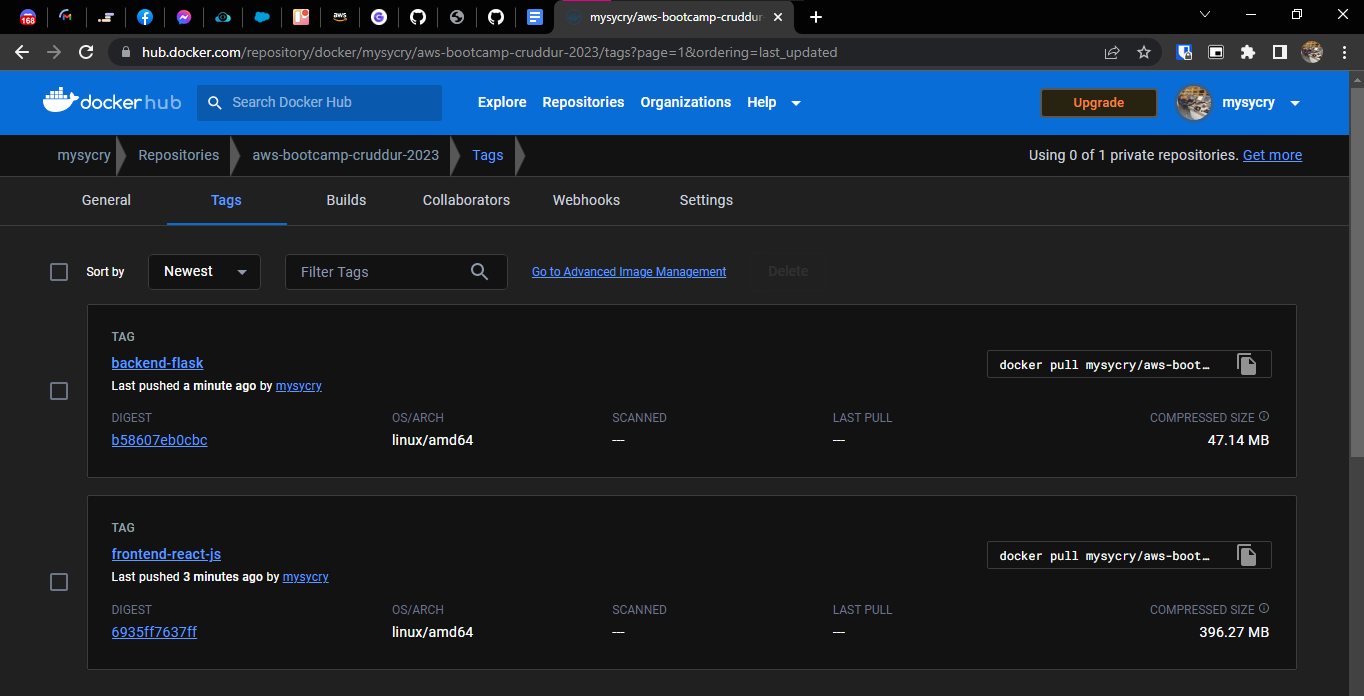 168
aws
mysycry/aws-bootcamp-cruddur-
hub.docker.com/repository/docker/mysycry/aws-bootcamp-cruddur-2023/tags?page=1&ordering=last_updated
docker hub
Search Docker Hub
Explore
Repositories
Organizations
Help
Upgrade
mysycry
mysycry
Repositories
aws-bootcamp-cruddur-2023
Tags
Using 0 of 1 private repositories. Get more
General
Tags
Builds
Collaborators
Webhooks
Settings
Sort by
Newest
Filter Tags
Go to Advanced Image Management
Delete
TAG
backend-flask
Last pushed a minute ago by mysycry
docker pull mysycry/aws-boot…
DIGEST
OS/ARCH
SCANNED
LAST PULL
COMPRESSED SIZE
b58607eb0cbc
linux/amd64
---
---
47.14 MB
TAG
frontend-react-js
Last pushed 3 minutes ago by mysycry
docker pull mysycry/aws-boot…
DIGEST
OS/ARCH
SCANNED
LAST PULL
COMPRESSED SIZE
6935ff7637ff
linux/amd64
---
---
396.27 MB